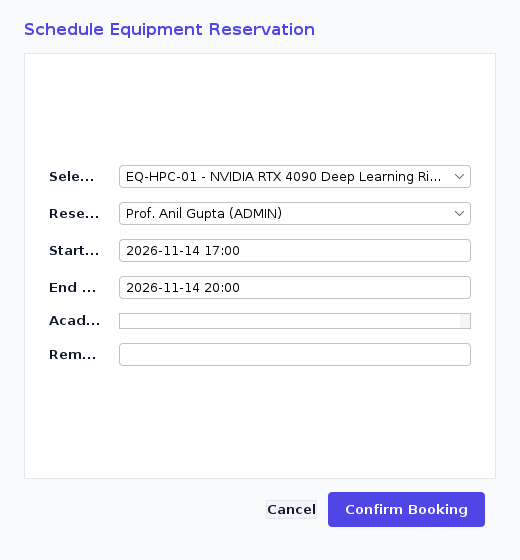 Schedule Equipment Reservation
Sele... EQ-HPC-01 - NVIDIA RTX 4090 Deep Learning Ri...
Rese... Prof. Anil Gupta (ADMIN)
Start... 2026-11-14 17:00
End ... 2026-11-14 20:00
Acad...
Rem...
Cancel Confirm Booking